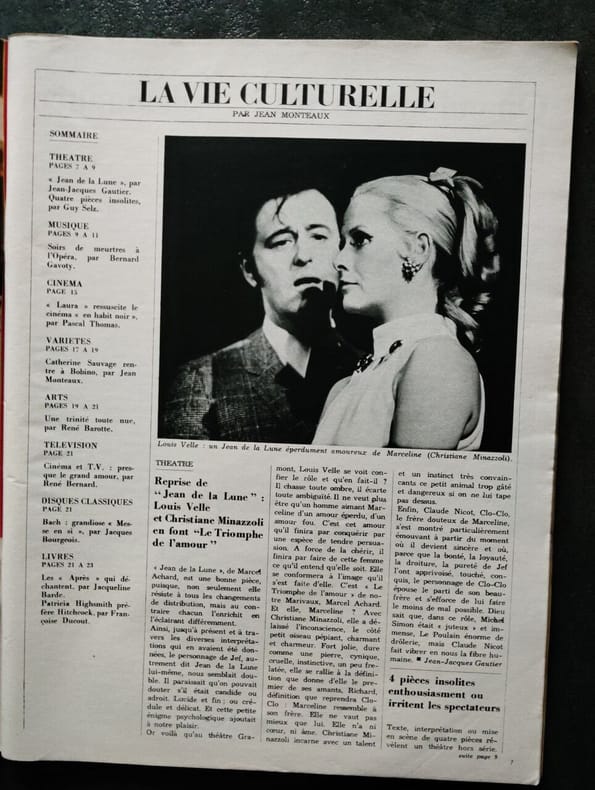 LA VIE CULTURELLE
PAR JEAN MONTEAUX
SOMMAIRE
THEATRE
PAGES 7 A 9
« Jean de la Lune », par
Jean-Jacques Gautier.
Quatre pièces insolites,
par Guy Selz.
MUSIQUE
PAGES 9 A 11
Soirs de meurtres à
l'Opéra, par Bernard
Gavoty.
CINEMA
PAGE 15
« Laura » ressuscite le
cinéma « en habit noir »,
par Pascal Thomas.
VARIETES
PAGES 17 A 19
Catherine Sauvage ren-
tre à Bobino, par Jean
Monteaux.
ARTS
PAGES 19 A 21
Une trinité toute nue,
par René Barotte.
TELEVISION
PAGE 21
Cinéma et T.V. : pres-
que le grand amour, par
René Bernard.
DISQUES CLASSIQUES
PAGE 21
Bach : grandiose « Mes-
se en si », par Jacques
Bourgeois.
LIVRES
PAGES 21 A 23
Les « Après » qui dé-
chantent, par Jacqueline
Barde.
Patricia Highsmith pré-
fère Hitchcock, par Fran-
çoise Ducout.
Louis Velle : un Jean de la Lune éperdument amoureux de Marceline (Christiane Minazzoli).
THEATRE
Reprise de
“Jean de la Lune” :
Louis Velle
et Christiane Minazzoli
en font “Le Triomphe
de l'amour”
« Jean de la Lune », de Marcel
Achard, est une bonne pièce,
puisque, non seulement elle
résiste à tous les changements
de distribution, mais au con-
traire chacun l'enrichit en
l'éclairant différemment.
Ainsi, jusqu'à présent et à tra-
vers les diverses interpréta-
tions qui en avaient été don-
nées, le personnage de Jef, au-
trement dit Jean de la Lune
lui-même, nous semblait dou-
ble. Il paraissait qu'on pouvait
douter s'il était candide ou
adroit. Lucide et fin ; ou cré-
dule et délicat. Et cette petite
énigme psychologique ajoutait
à notre plaisir.
Or voilà qu'au théâtre Gra-
mont, Louis Velle se voit con-
fier le rôle et qu'en fait-il ?
Il chasse toute ombre, il écarte
toute ambiguïté. Il ne veut plus
être qu'un homme aimant Mar-
celine d'un amour éperdu, d'un
amour fou. C'est cet amour
qu'il finira par conquérir par
une espèce de tendre persua-
sion. A force de la chérir, il
finira par faire de cette femme
ce qu'il entend qu'elle soit. Elle
se conformera à l'image qu'il
s'est faite d'elle. C'est « Le
Triomphe de l'amour » de no-
tre Marivaux, Marcel Achard.
Et elle, Marceline ? Avec
Christiane Minazzoli, elle a dé-
laissé l'inconscience, le côté
petit oiseau pépiant, charmant
et charmeur. Fort jolie, dure
comme une pierre, cynique,
cruelle, instinctive, un peu fre-
latée, elle se rallie à la défini-
tion que donne d'elle le pre-
mier de ses amants, Richard,
définition que reprendra Clo-
Clo : Marceline ressemble à
son frère. Elle ne vaut pas
mieux que lui. Elle n'a ni
cœur, ni âme. Christiane Mi-
nazzoli incarne avec un talent
et un instinct très convain-
cants ce petit animal trop gâté
et dangereux si on ne lui tape
pas dessus.
Enfin, Claude Nicot, Clo-Clo,
le frère douteux de Marceline,
s'est montré particulièrement
émouvant à partir du moment
où il devient sincère et où,
parce que la bonté, la loyauté,
la droiture, la pureté de Jef
l'ont apprivoisé, touché, con-
quis, le personnage de Clo-Clo
épouse le parti de son beau-
frère et s'efforce de lui faire
le moins de mal possible. Dieu
sait que, dans ce rôle, Michel
Simon était « juteux » et im-
mense, Le Poulain énorme de
drôlerie, mais Claude Nicot
fait vibrer en nous la fibre hu-
maine. ■ Jean-Jacques Gautier
4 pièces insolites
enthousiasment ou
irritent les spectateurs
Texte, interprétation ou mise
en scène de quatre pièces ré-
vèlent un théâtre hors série.
suite page 9
7